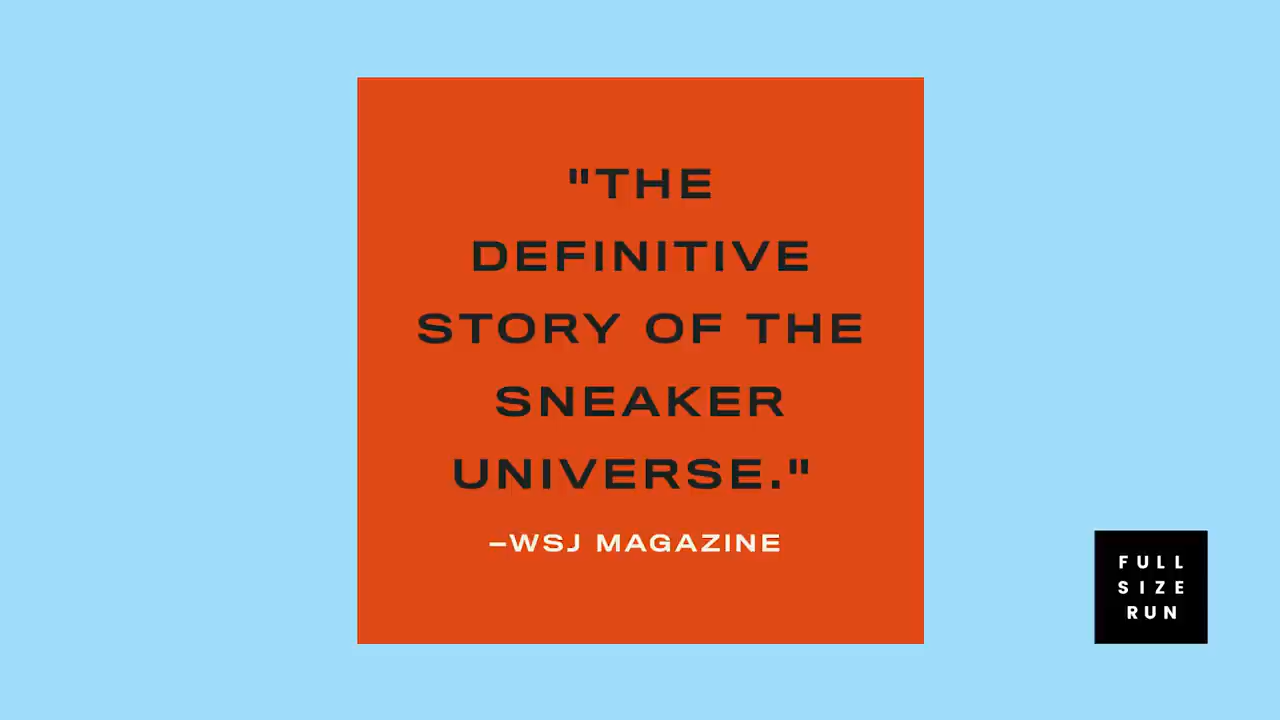 "THE
DEFINITIVE
STORY OF THE
SNEAKER
UNIVERSE."
–WSJ MAGAZINE
FULL
SIZE
RUN